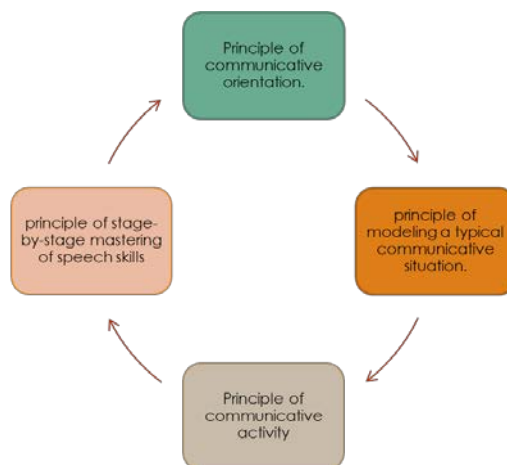 Principle of
communicative
orientation.
principle of
modeling a typical
communicative
situation.
Principle of
communicative
activity
principle of stage-
by-stage mastering
of speech skills